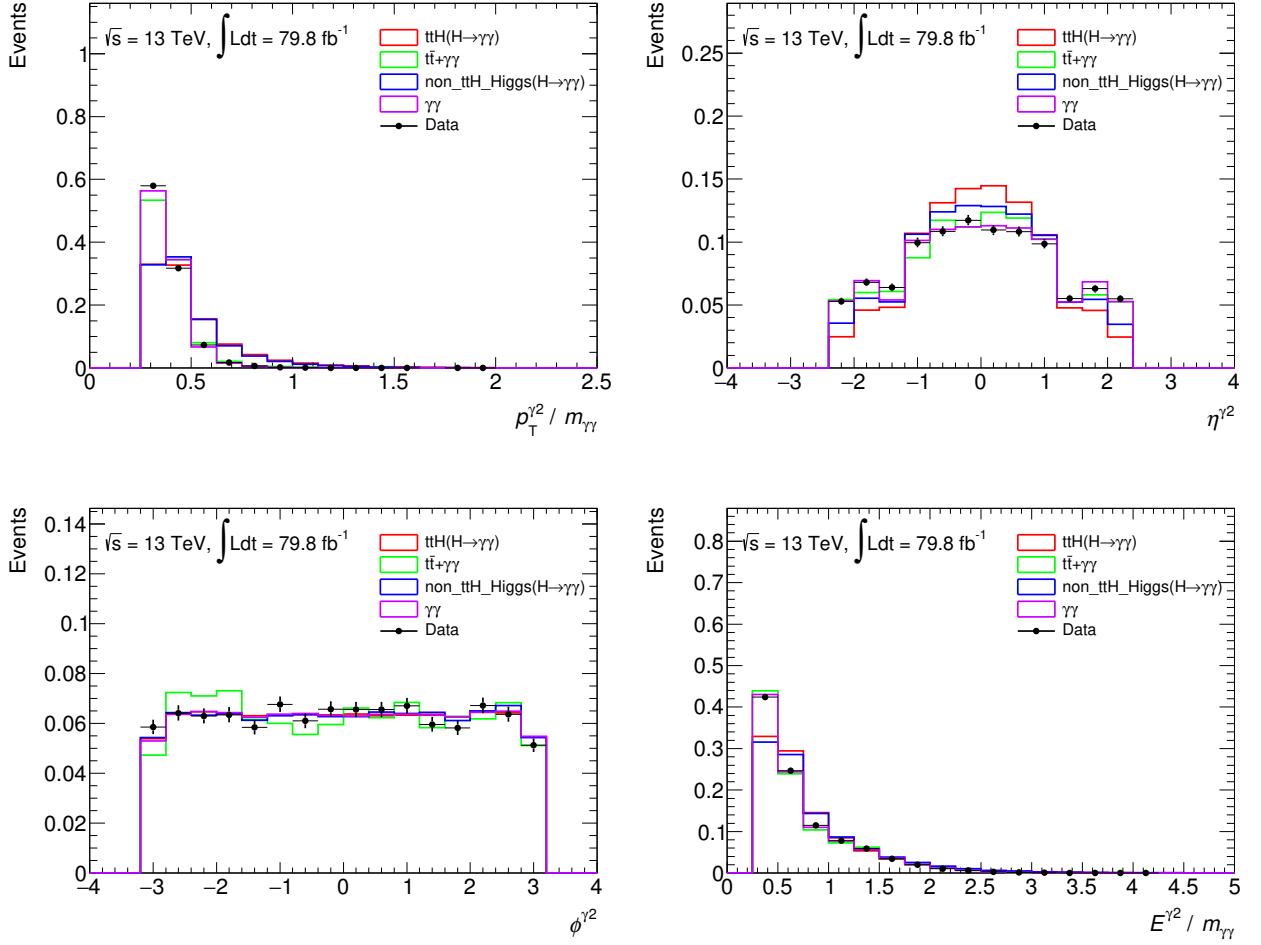 Events
√s = 13 TeV, ∫Ldt = 79.8 fb⁻¹
ttH(H→γγ)
tt̄+γγ
non_ttH_Higgs(H→γγ)
γγ
Data
1
0.8
0.6
0.4
0.2
0
0 0.5 1 1.5 2 2.5
p_T^γ2 / m_γγ
Events
√s = 13 TeV, ∫Ldt = 79.8 fb⁻¹
ttH(H→γγ)
tt̄+γγ
non_ttH_Higgs(H→γγ)
γγ
Data
0.25
0.2
0.15
0.1
0.05
0
−4 −3 −2 −1 0 1 2 3 4
η^γ2
Events
√s = 13 TeV, ∫Ldt = 79.8 fb⁻¹
ttH(H→γγ)
tt̄+γγ
non_ttH_Higgs(H→γγ)
γγ
Data
0.14
0.12
0.1
0.08
0.06
0.04
0.02
0
−4 −3 −2 −1 0 1 2 3 4
ϕ^γ2
Events
√s = 13 TeV, ∫Ldt = 79.8 fb⁻¹
ttH(H→γγ)
tt̄+γγ
non_ttH_Higgs(H→γγ)
γγ
Data
0.8
0.7
0.6
0.5
0.4
0.3
0.2
0.1
0
0 0.5 1 1.5 2 2.5 3 3.5 4 4.5 5
E^γ2 / m_γγ